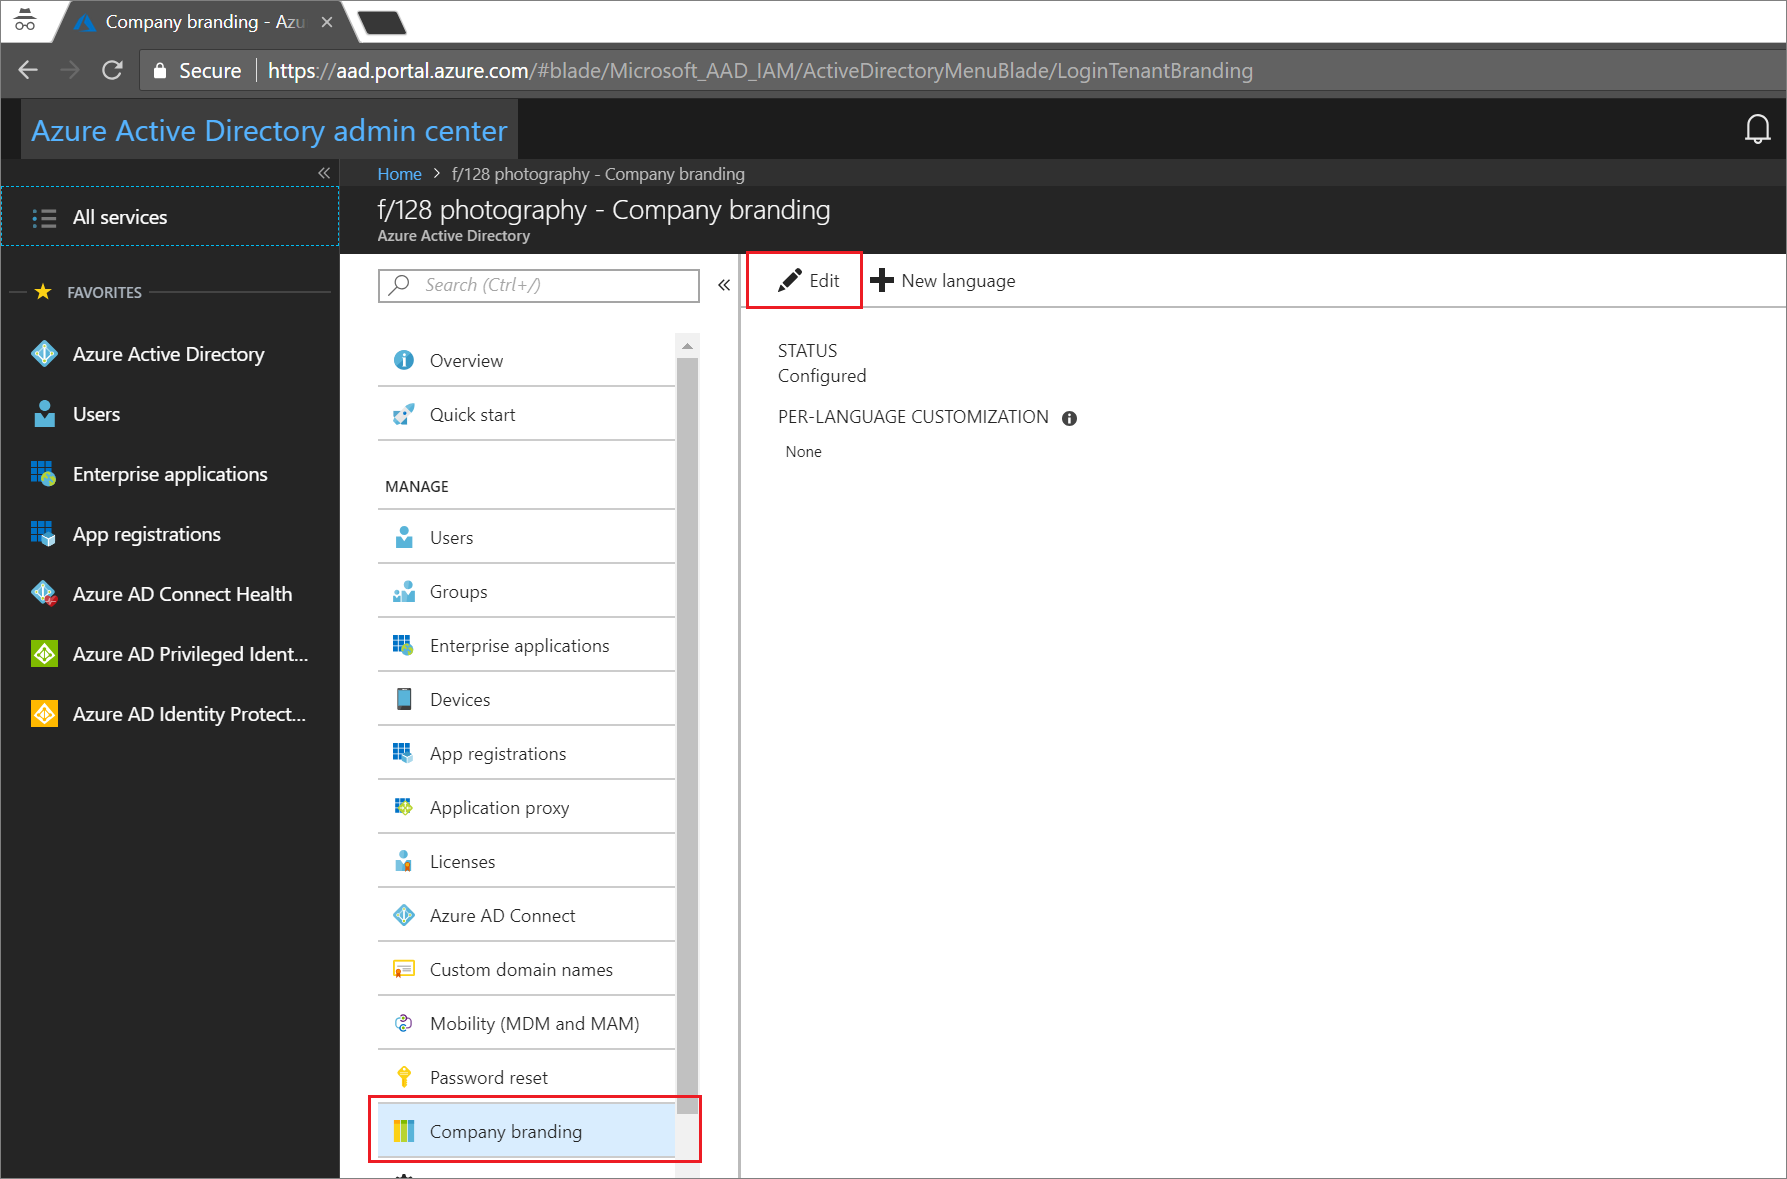 Company branding - Azu
Secure
https://aad.portal.azure.com/#blade/Microsoft_AAD_IAM/ActiveDirectoryMenuBlade/LoginTenantBranding
Azure Active Directory admin center
Home > f/128 photography - Company branding
f/128 photography - Company branding
Azure Active Directory
All services
FAVORITES
Azure Active Directory
Users
Enterprise applications
App registrations
Azure AD Connect Health
Azure AD Privileged Ident...
Azure AD Identity Protect...
Search (Ctrl+/)
Overview
Quick start
MANAGE
Users
Groups
Enterprise applications
Devices
App registrations
Application proxy
Licenses
Azure AD Connect
Custom domain names
Mobility (MDM and MAM)
Password reset
Company branding
Edit
New language
STATUS
Configured
PER-LANGUAGE CUSTOMIZATION
None